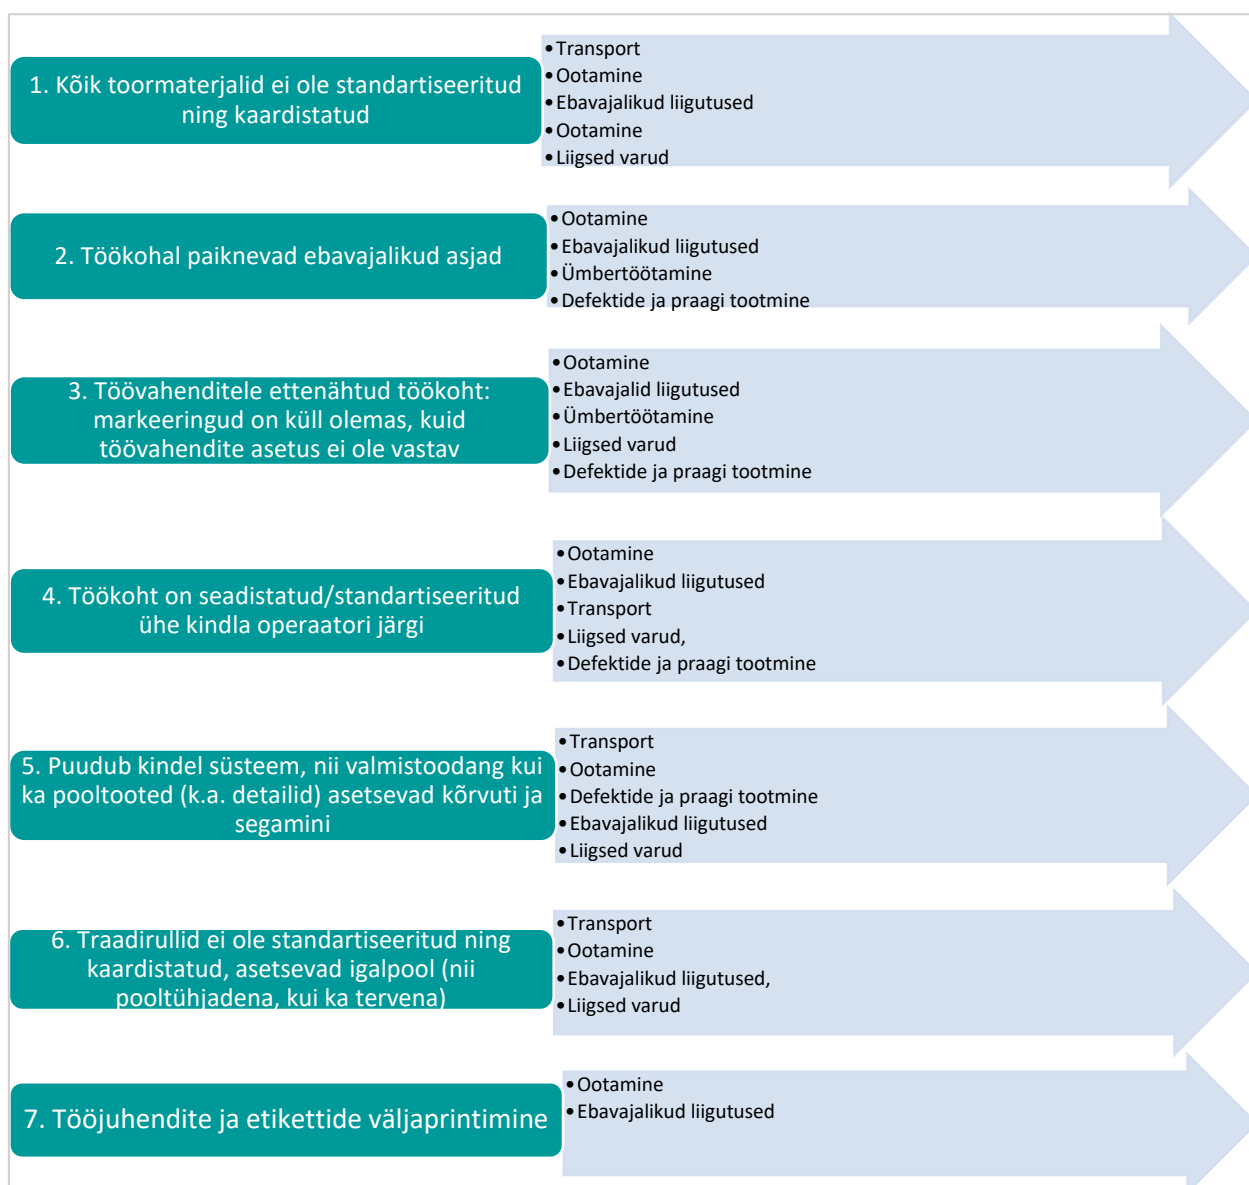 1. Kõik toormaterjalid ei ole standartiseeritud
ning kaardistatud
•Transport
•Ootamine
•Ebavajalikud liigutused
•Ootamine
•Liigsed varud
2. Töökohal paiknevad ebavajalikud asjad
•Ootamine
•Ebavajalikud liigutused
•Ümbertöötamine
•Defektide ja praagi tootmine
3. Töövahenditele ettenähtud töökoht:
markeeringud on küll olemas, kuid
töövahendite asetus ei ole vastav
•Ootamine
•Ebavajalid liigutused
•Ümbertöötamine
•Liigsed varud
•Defektide ja praagi tootmine
4. Töökoht on seadistatud/standartiseeritud
ühe kindla operaatori järgi
•Ootamine
•Ebavajalikud liigutused
•Transport
•Liigsed varud,
•Defektide ja praagi tootmine
5. Puudub kindel süsteem, nii valmistoodang kui
ka pooltooted (k.a. detailid) asetsevad kõrvuti ja
segamini
•Transport
•Ootamine
•Defektide ja praagi tootmine
•Ebavajalikud liigutused
•Liigsed varud
6. Traadirullid ei ole standartiseeritud ning
kaardistatud, asetsevad igalpool (nii
pooltühjadena, kui ka tervena)
•Transport
•Ootamine
•Ebavajalikud liigutused,
•Liigsed varud
7. Tööjuhendite ja etikettide väljaprintimine
•Ootamine
•Ebavajalikud liigutused